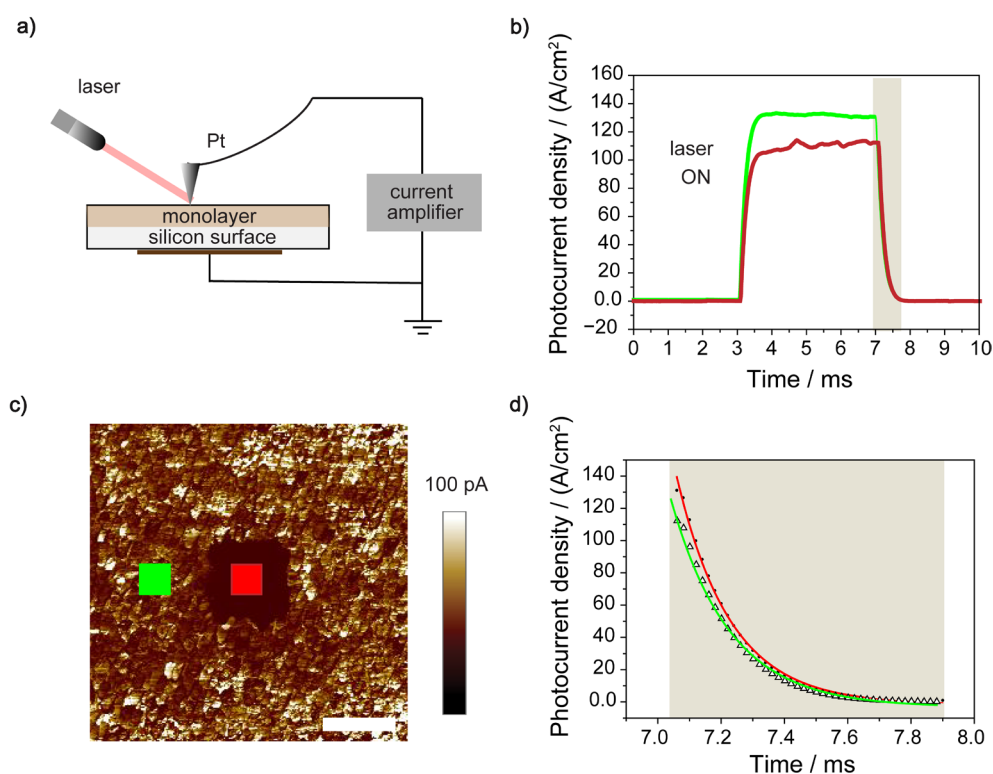 a)
laser
Pt
current
amplifier
monolayer
silicon surface
b)
Photocurrent density / (A/cm²)
160
140
120
100
80
60
40
20
0.0
−20
laser
ON
0 1 2 3 4 5 6 7 8 9 10
Time / ms
c)
100 pA
d)
Photocurrent density / (A/cm²)
140
120
100
80
60
40
20
0.0
7.0 7.2 7.4 7.6 7.8 8.0
Time / ms